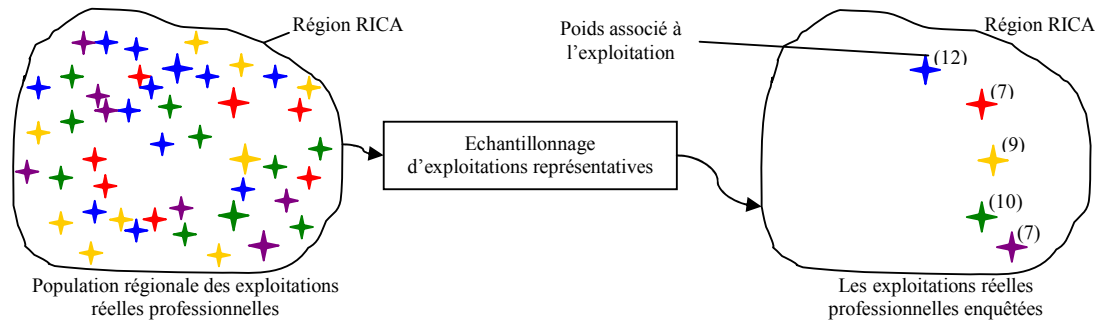 Région RICA
Population régionale des exploitations
réelles professionnelles
Echantillonnage
d'exploitations représentatives
Poids associé à
l'exploitation
Région RICA
(12)
(7)
(9)
(10)
(7)
Les exploitations réelles
professionnelles enquêtées